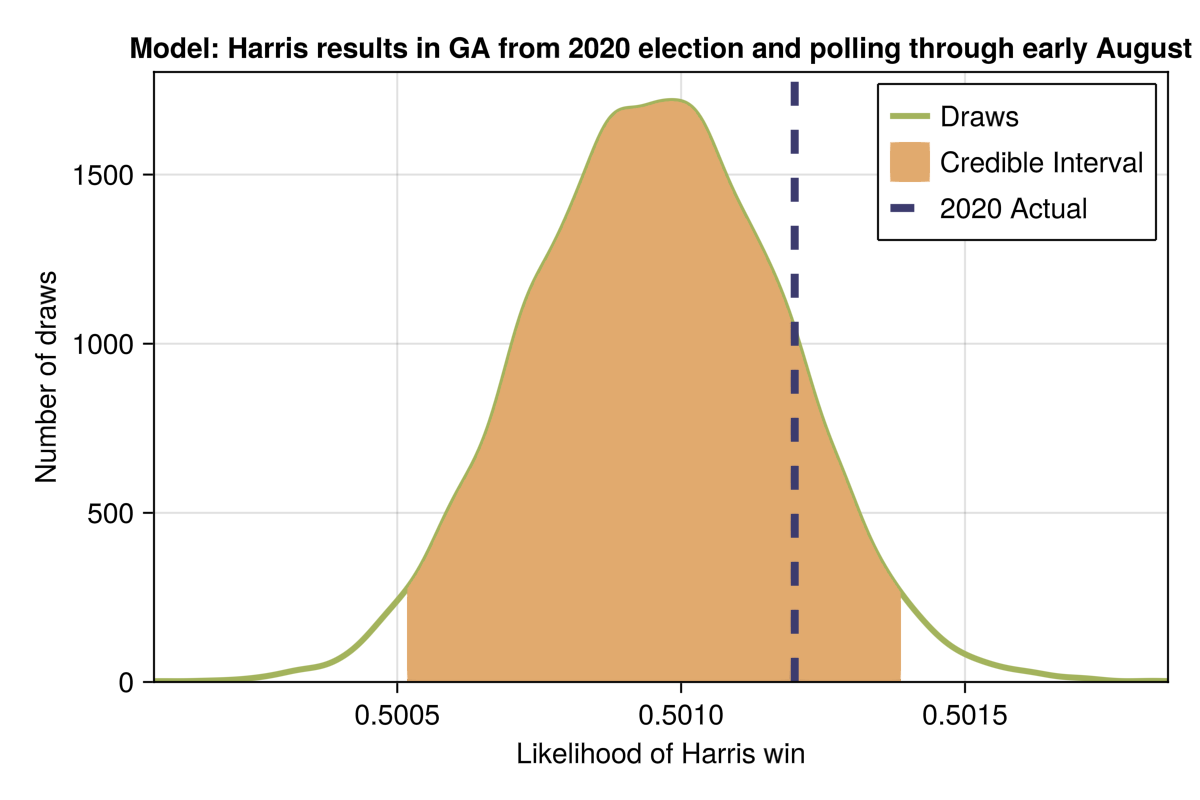 Model: Harris results in GA from 2020 election and polling through early August
Draws
Credible Interval
2020 Actual
Number of draws
1500
1000
500
0
0.5005 0.5010 0.5015
Likelihood of Harris win